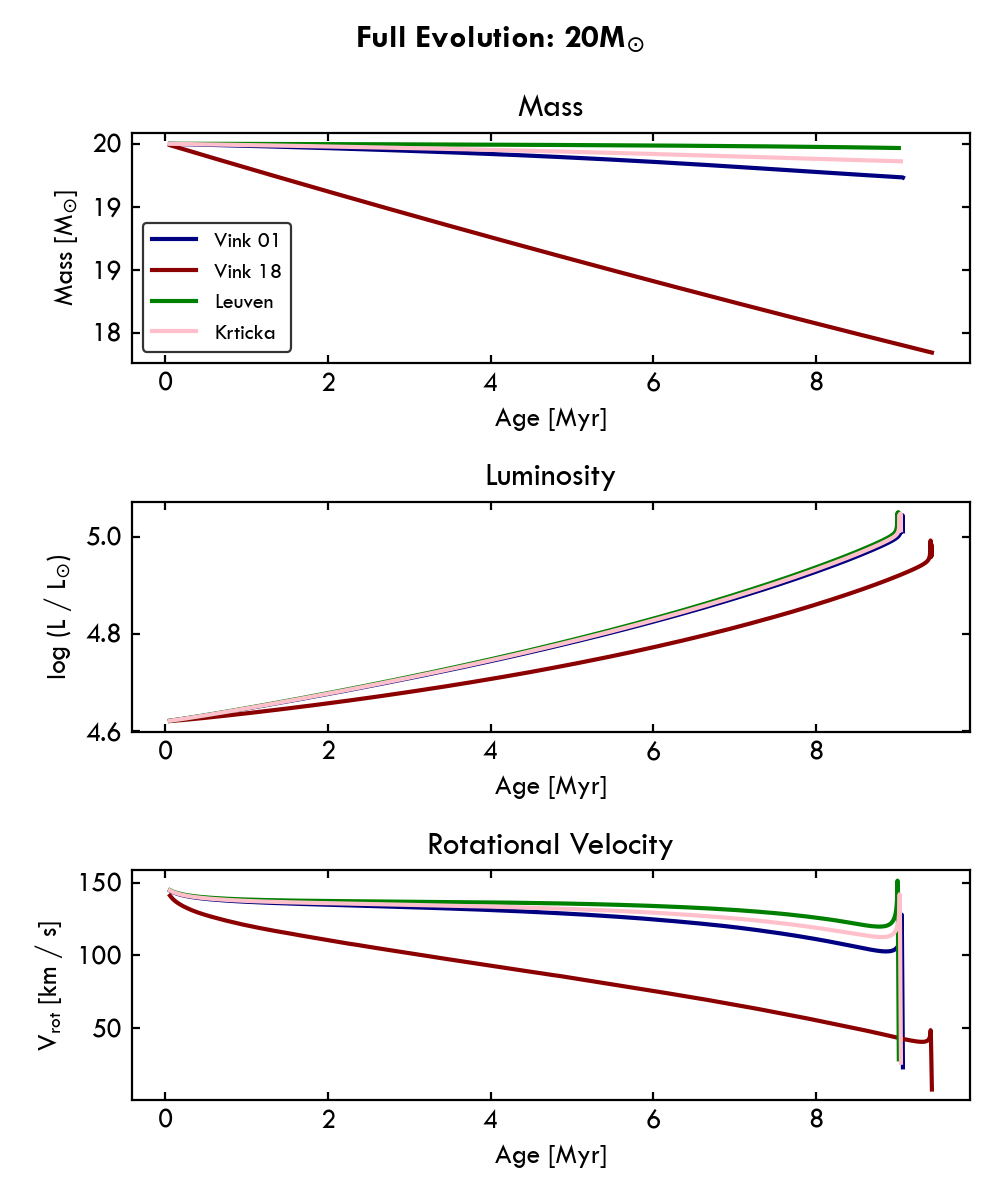 Full Evolution: 20M☉
Mass
20
19
19
18
Mass [M☉]
Vink 01
Vink 18
Leuven
Krticka
0 2 4 6 8
Age [Myr]
Luminosity
5.0
4.8
4.6
log (L / L☉)
0 2 4 6 8
Age [Myr]
Rotational Velocity
150
100
50
Vrot [km / s]
0 2 4 6 8
Age [Myr]